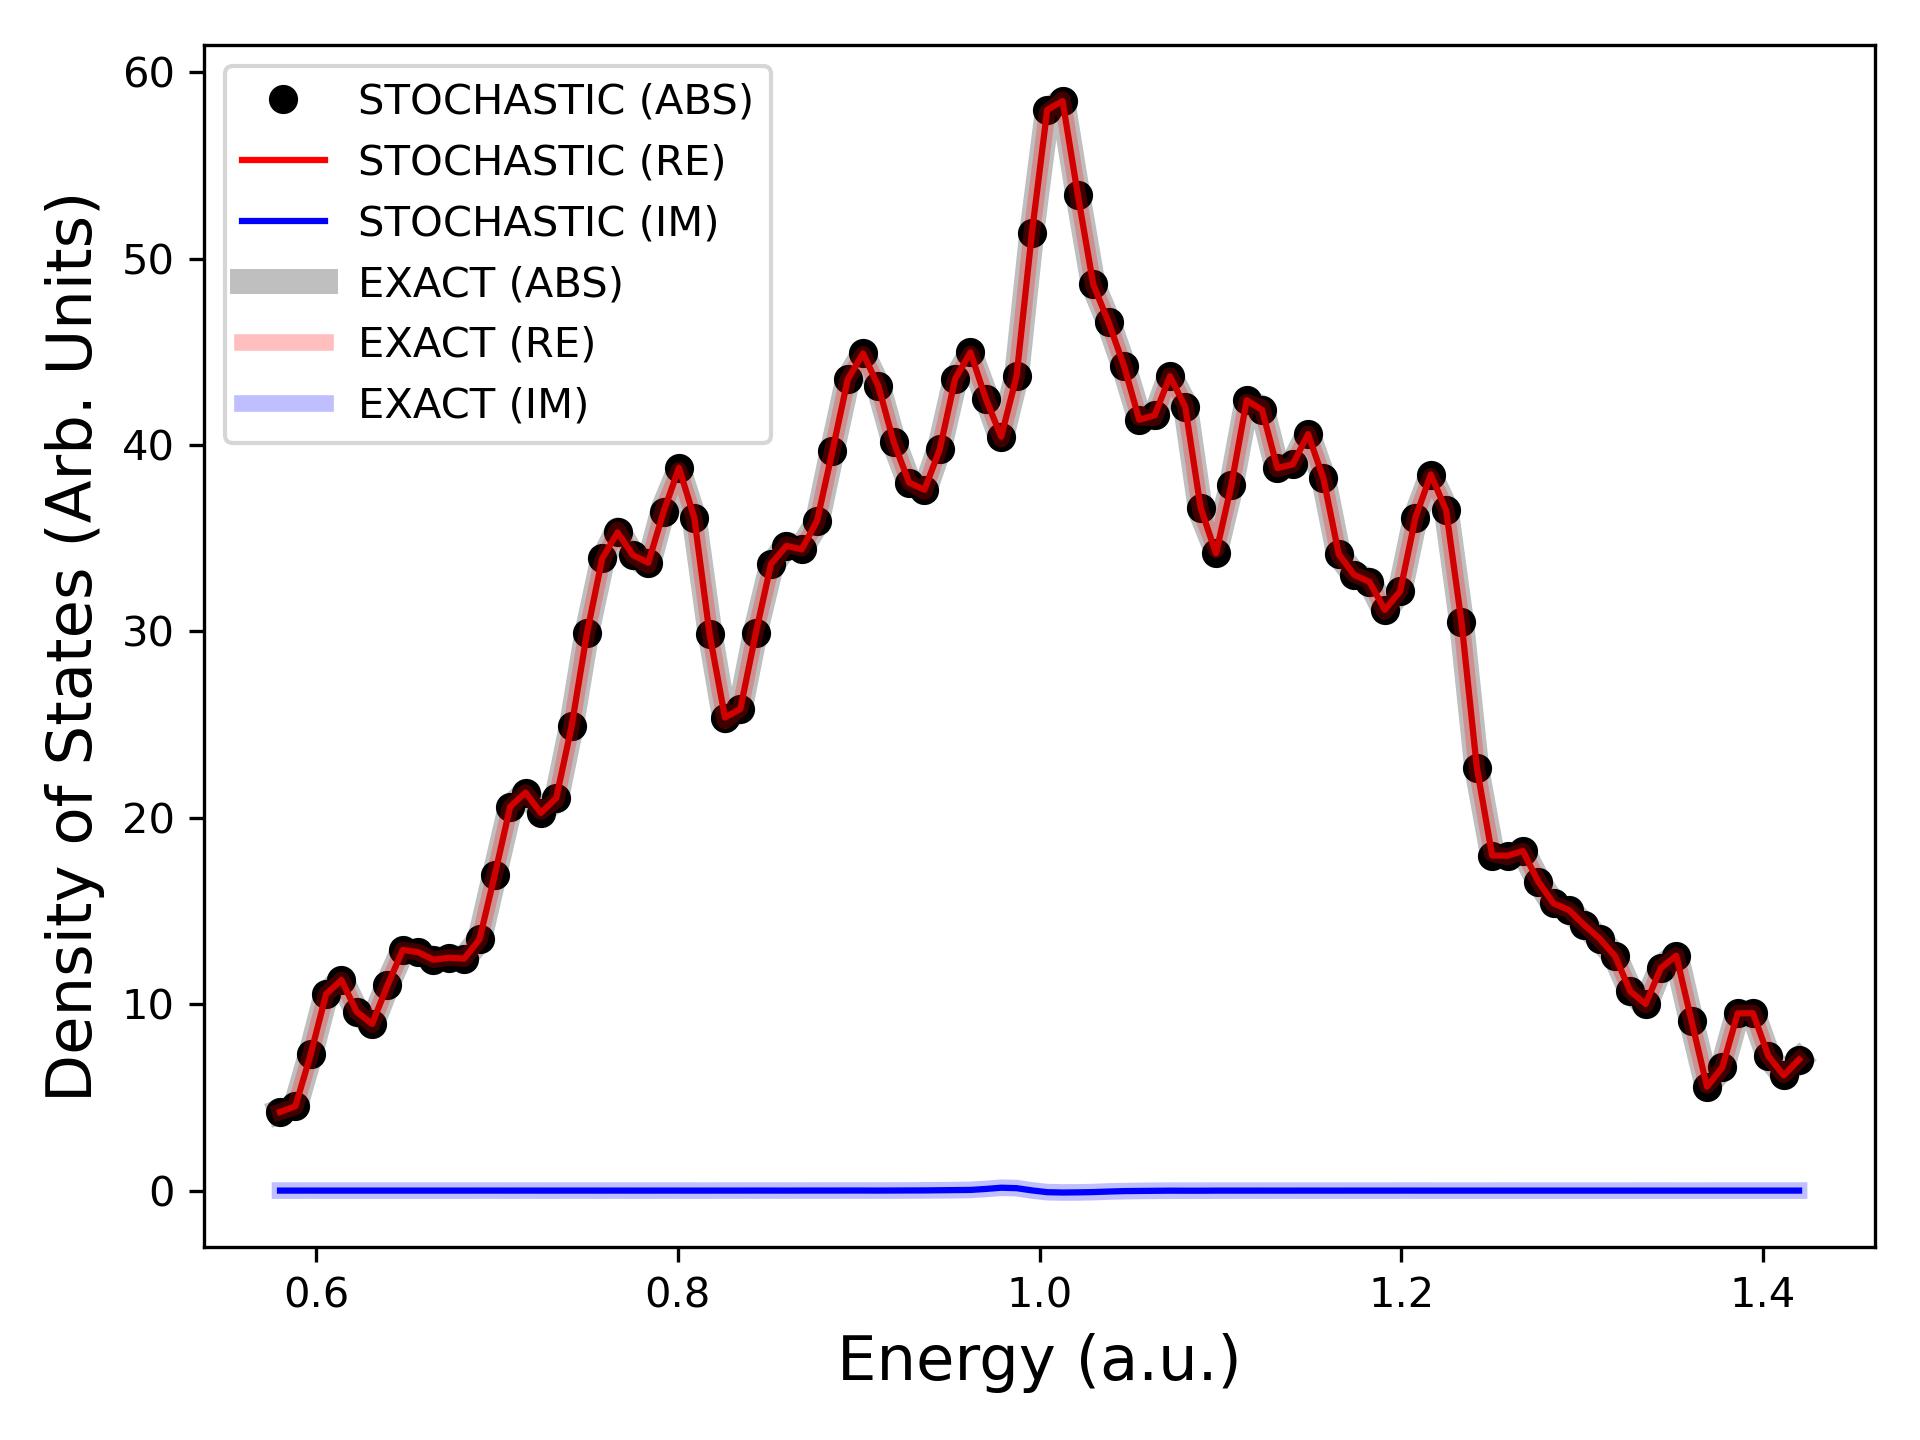 60
50
40
30
20
10
0
Density of States (Arb. Units)
STOCHASTIC (ABS)
STOCHASTIC (RE)
STOCHASTIC (IM)
EXACT (ABS)
EXACT (RE)
EXACT (IM)
0.6 0.8 1.0 1.2 1.4
Energy (a.u.)